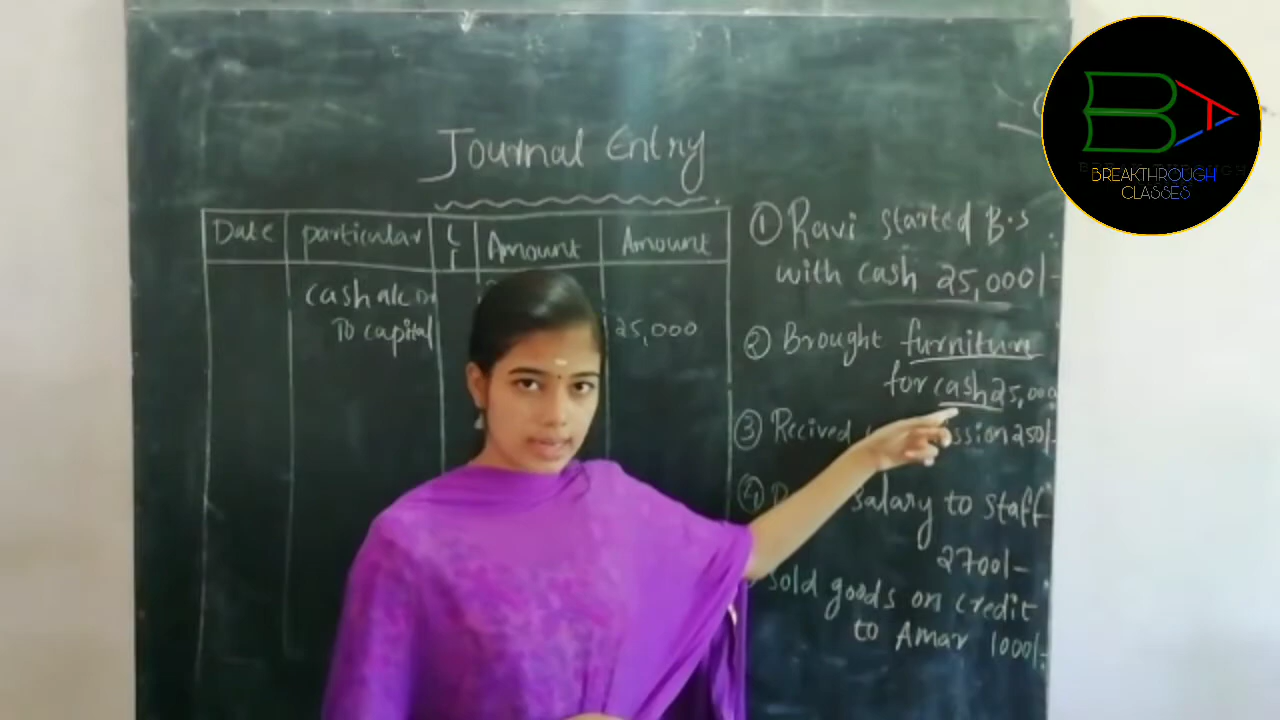 Journal Entry
Date particular L F Amount Amount
cash a/c Dr
To capital 25,000
① Ravi started B.s
with cash 25,000/-
② Brought furniture
for cash 25,000
③ Recived ssion 250/-
④ salary to staff
2700/-
sold goods on credit
to Amar 1000/-
BREAKTHROUGH
CLASSES